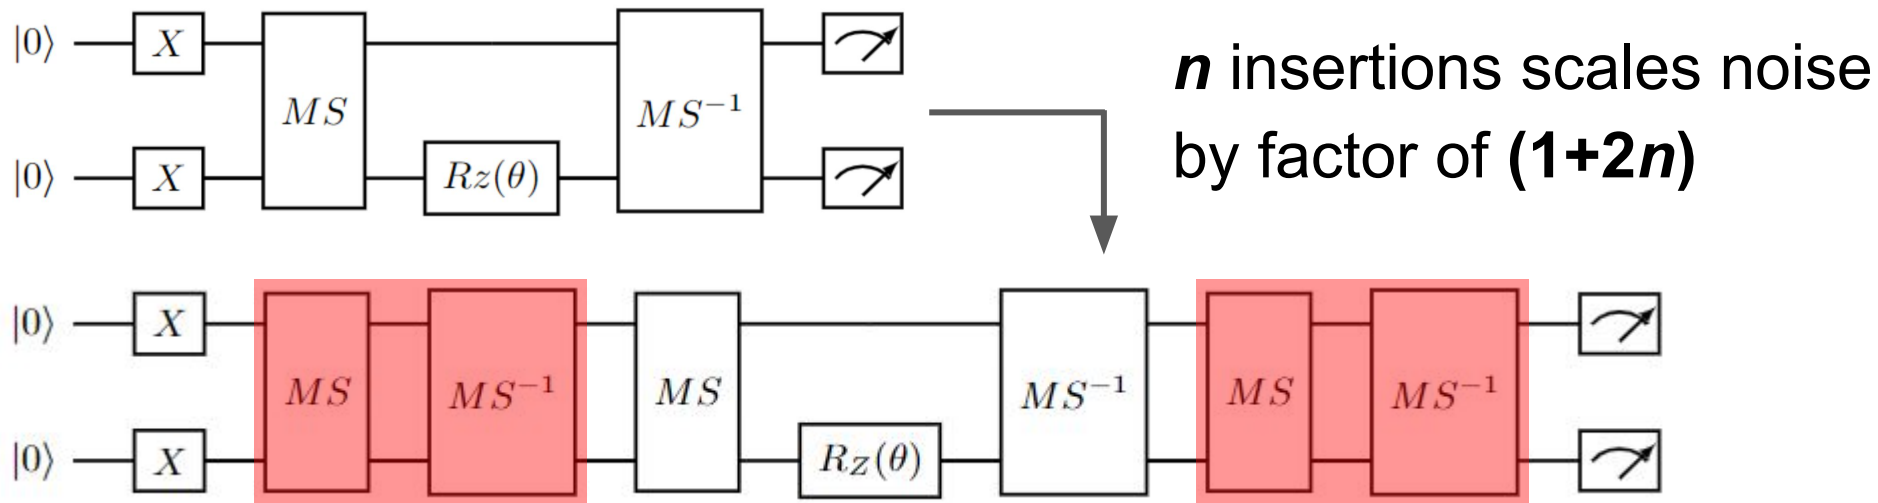 |0⟩ X MS MS⁻¹
|0⟩ X Rz(θ)
n insertions scales noise
by factor of (1+2n)
|0⟩ X MS MS⁻¹ MS MS⁻¹ MS MS⁻¹
|0⟩ X R_Z(θ)